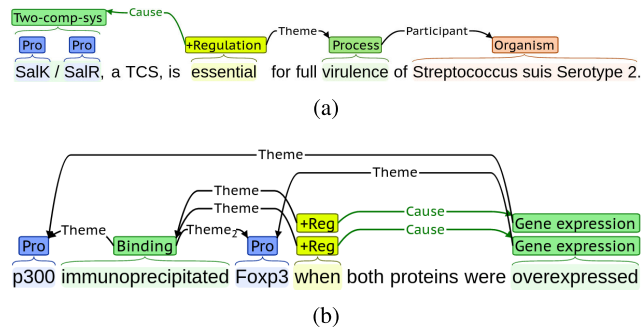 Two-comp-sys Cause
Pro Pro +Regulation Theme Process Participant Organism
SalK / SalR, a TCS, is essential for full virulence of Streptococcus suis Serotype 2.
(a)
Theme
Theme
Theme
Theme
+Reg Cause Gene expression
Pro Theme Binding Theme2 Pro +Reg Cause Gene expression
p300 immunoprecipitated Foxp3 when both proteins were overexpressed
(b)